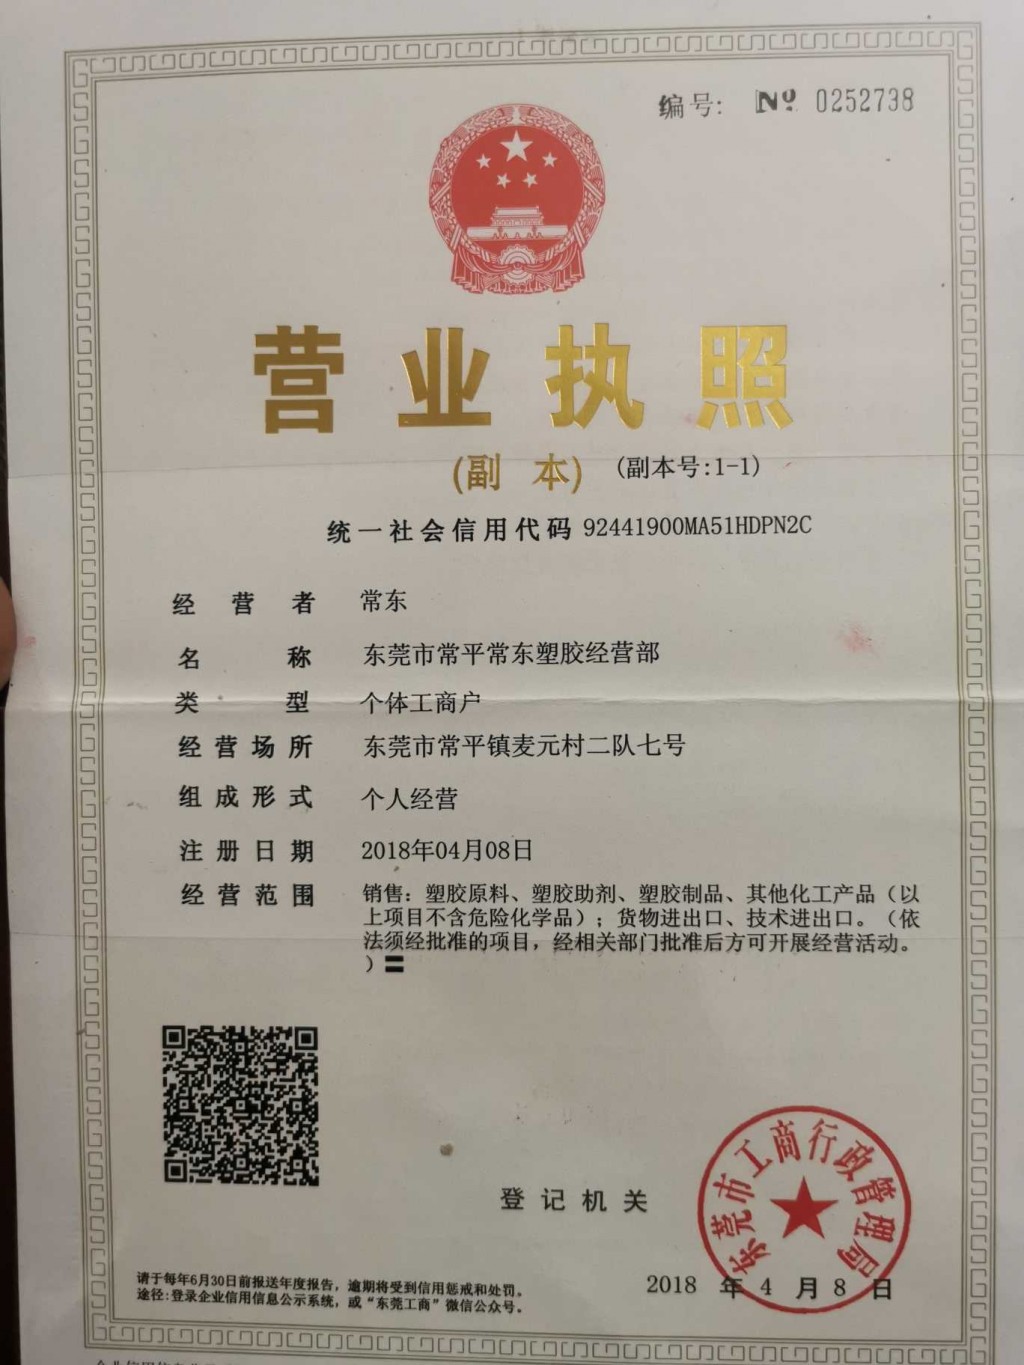 编号: Nº 0252738
营业执照
(副 本) (副本号:1-1)
统一社会信用代码 92441900MA51HDPN2C
经营者 常东
名称 东莞市常平常东塑胶经营部
类型 个体工商户
经营场所 东莞市常平镇麦元村二队七号
组成形式 个人经营
注册日期 2018年04月08日
经营范围 销售：塑胶原料、塑胶助剂、塑胶制品、其他化工产品（以
上项目不含危险化学品）；货物进出口、技术进出口。（依
法须经批准的项目，经相关部门批准后方可开展经营活动。
）〓
东莞市工商行政管理局
登记机关
2018 年 4 月 8 日
请于每年6月30日前报送年度报告，逾期将受到信用惩戒和处罚。
途径:登录企业信用信息公示系统，或“东莞工商”微信公众号。